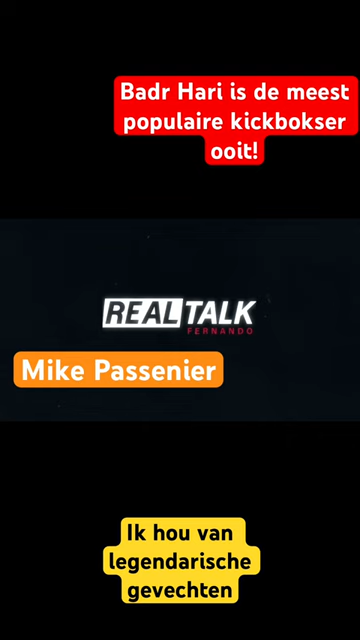 Badr Hari is de meest
populaire kickbokser
ooit!
REALTALK
FERNANDO
Mike Passenier
Ik hou van
legendarische
gevechten